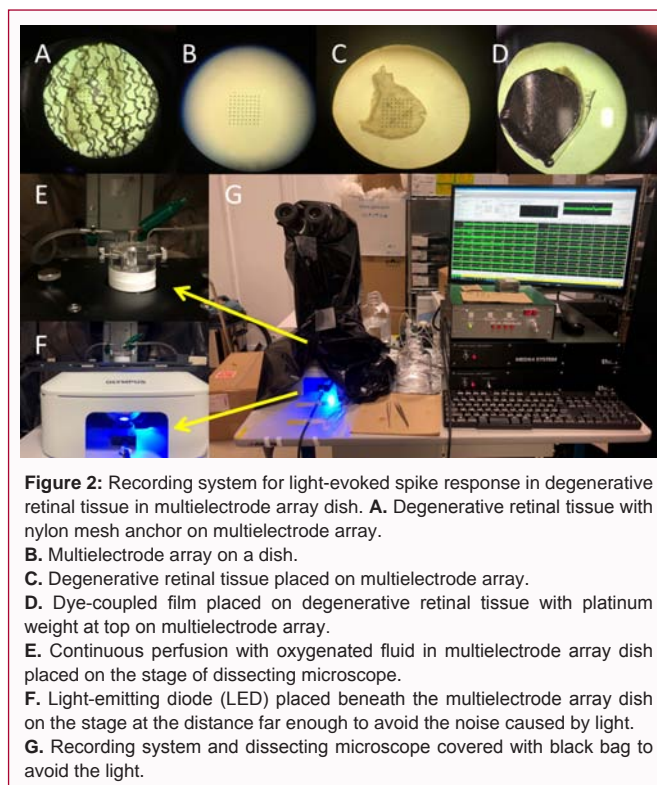 A
B
C
D
E
G
F
OLYMPUS
MED64 SYSTEM
Figure 2: Recording system for light-evoked spike response in degenerative
retinal tissue in multielectrode array dish. A. Degenerative retinal tissue with
nylon mesh anchor on multielectrode array.
B. Multielectrode array on a dish.
C. Degenerative retinal tissue placed on multielectrode array.
D. Dye-coupled film placed on degenerative retinal tissue with platinum
weight at top on multielectrode array.
E. Continuous perfusion with oxygenated fluid in multielectrode array dish
placed on the stage of dissecting microscope.
F. Light-emitting diode (LED) placed beneath the multielectrode array dish
on the stage at the distance far enough to avoid the noise caused by light.
G. Recording system and dissecting microscope covered with black bag to
avoid the light.